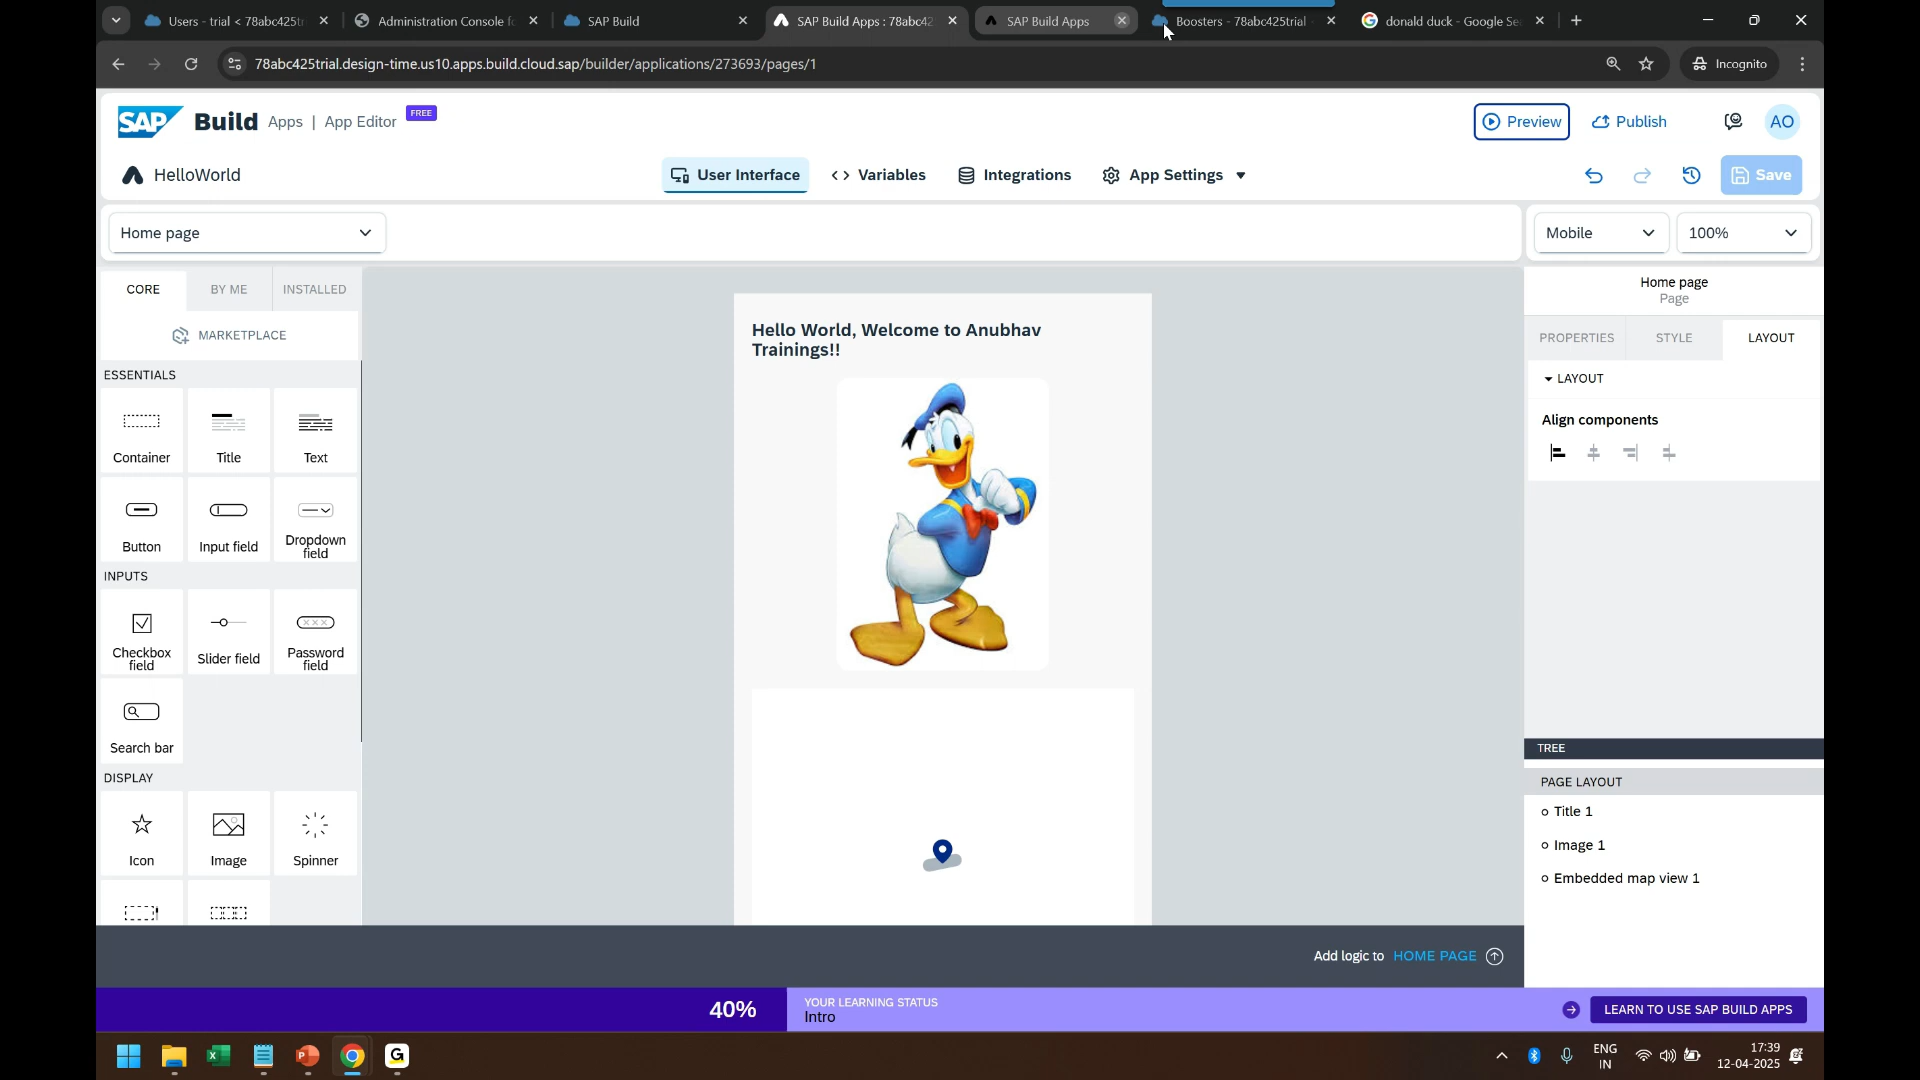 Users - trial < 78abc425tr
Administration Console fo
SAP Build
SAP Build Apps : 78abc42
SAP Build Apps
Boosters - 78abc425trial
donald duck - Google Se
78abc425trial.design-time.us10.apps.build.cloud.sap/builder/applications/273693/pages/1
Incognito
SAP Build Apps | App Editor FREE
Preview
Publish
AO
HelloWorld
User Interface
Variables
Integrations
App Settings
Save
Home page
Mobile
100%
CORE
BY ME
INSTALLED
MARKETPLACE
ESSENTIALS
Container
Title
Text
Button
Input field
Dropdown
field
INPUTS
Checkbox
field
Slider field
Password
field
Search bar
DISPLAY
Icon
Image
Spinner
Hello World, Welcome to Anubhav
Trainings!!
Home page
Page
PROPERTIES
STYLE
LAYOUT
LAYOUT
Align components
TREE
PAGE LAYOUT
Title 1
Image 1
Embedded map view 1
Add logic to HOME PAGE
40%
YOUR LEARNING STATUS
Intro
LEARN TO USE SAP BUILD APPS
ENG
IN
17:39
12-04-2025